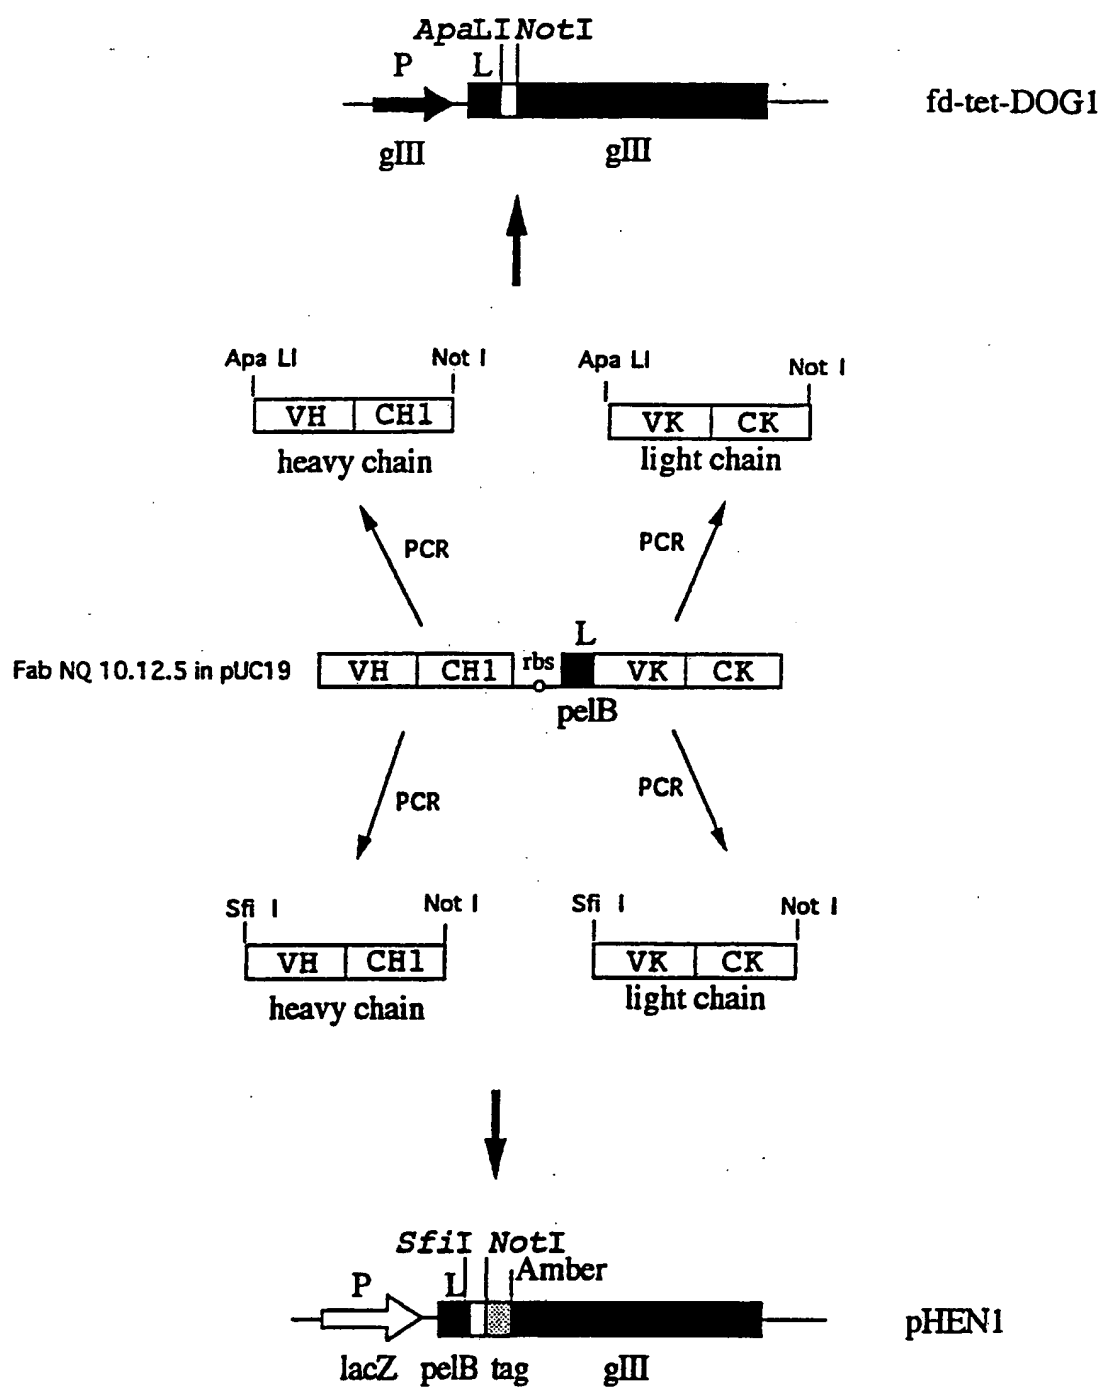 ApaLI NotI
P L
fd-tet-DOG1
gIII gIII
Apa LI Not I Apa LI Not I
VH CH1 VK CK
heavy chain light chain
PCR PCR
L
Fab NQ 10.12.5 in pUC19 VH CH1 rbs VK CK
pelB
PCR PCR
Sfi I Not I Sfi I Not I
VH CH1 VK CK
heavy chain light chain
SfiI NotI
P L Amber
pHEN1
lacZ pelB tag gIII